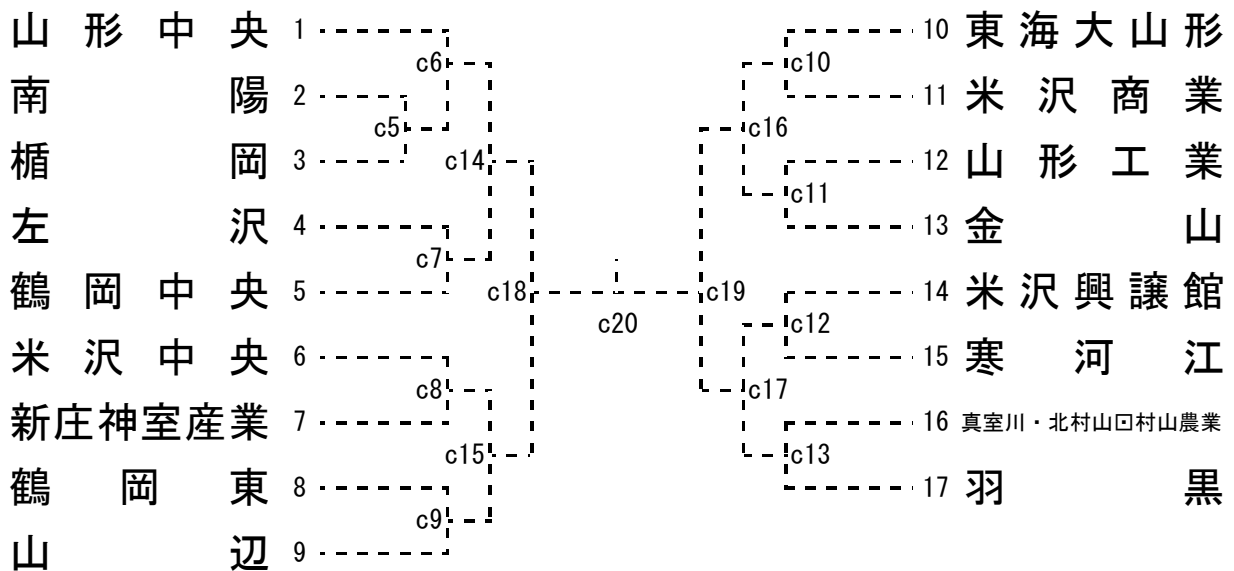 山形中央 1
南陽 2
楯岡 3
左沢 4
鶴岡中央 5
米沢中央 6
新庄神室産業 7
鶴岡東 8
山辺 9
c5
c6
c7
c8
c9
c14
c15
c18
c20
c19
c16
c17
c10
c11
c12
c13
10 東海大山形
11 米沢商業
12 山形工業
13 金山
14 米沢興譲館
15 寒河江
16 真室川・北村山⊡村山農業
17 羽黒